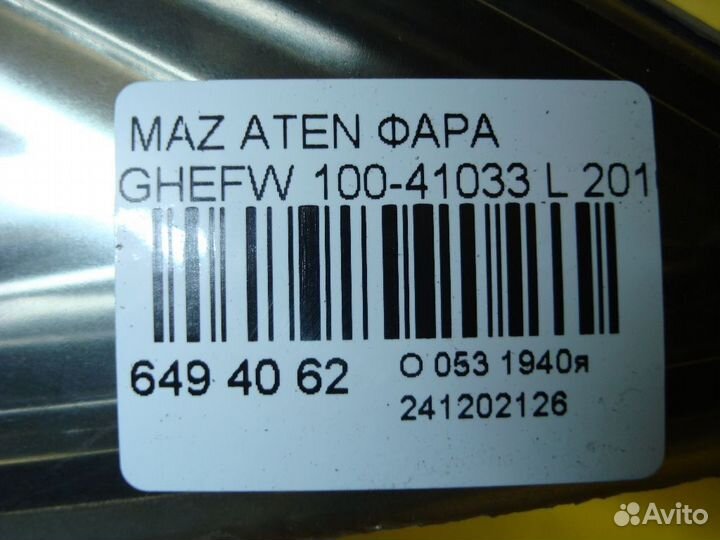 MAZ ATEN ФАРА
GHEFW 100-41033 L 201
649 40 62
О 053 1940я
241202126
Avito